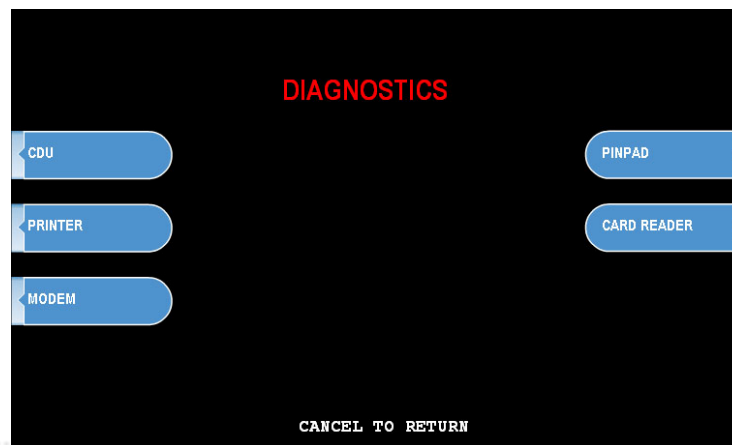 DIAGNOSTICS
CDU
PINPAD
PRINTER
CARD READER
MODEM
CANCEL TO RETURN